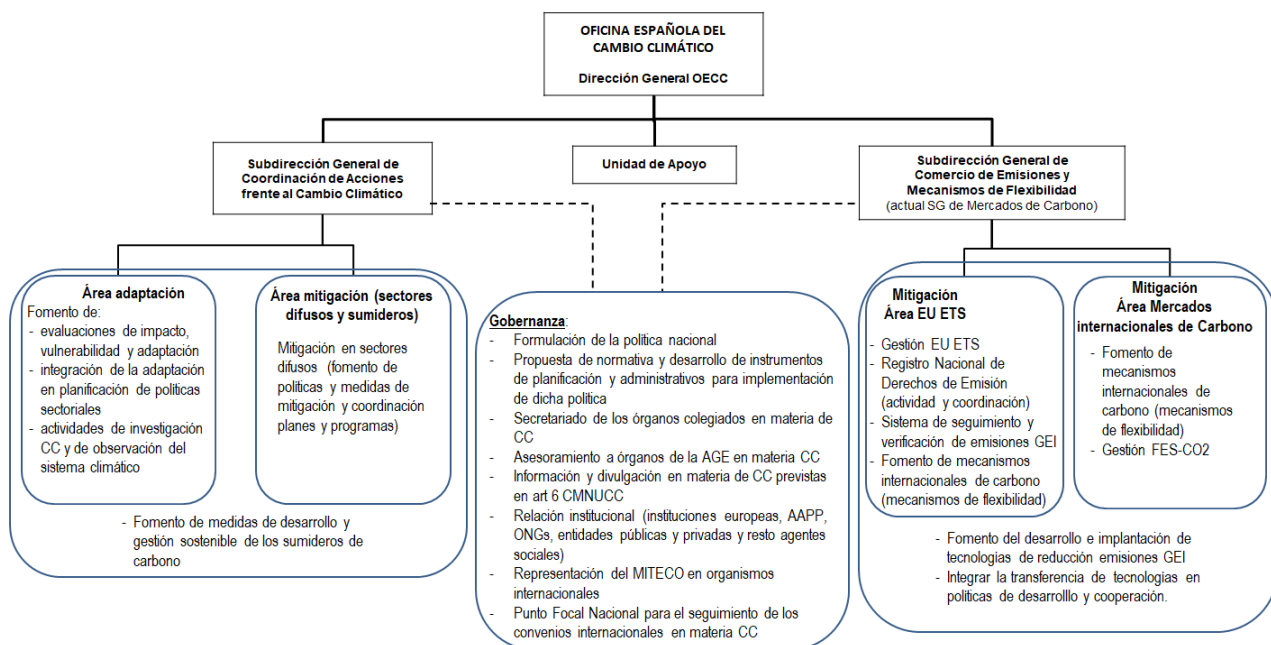 OFICINA ESPAÑOLA DEL
CAMBIO CLIMÁTICO
Dirección General OECC
Subdirección General de
Coordinación de Acciones
frente al Cambio Climático
Unidad de Apoyo
Subdirección General de
Comercio de Emisiones y
Mecanismos de Flexibilidad
(actual SG de Mercados de Carbono)
Área adaptación
Fomento de:
- evaluaciones de impacto,
vulnerabilidad y adaptación
- integración de la adaptación
en planificación de políticas
sectoriales
- actividades de investigación
CC y de observación del
sistema climático
Área mitigación (sectores
difusos y sumideros)
Mitigación en sectores
difusos (fomento de
políticas y medidas de
mitigación y coordinación
planes y programas)
- Fomento de medidas de desarrollo y
gestión sostenible de los sumideros de
carbono
Gobernanza:
- Formulación de la política nacional
- Propuesta de normativa y desarrollo de instrumentos
de planificación y administrativos para implementación
de dicha política
- Secretariado de los órganos colegiados en materia de
CC
- Asesoramiento a órganos de la AGE en materia CC
- Información y divulgación en materia de CC previstas
en art 6 CMNUCC
- Relación institucional (instituciones europeas, AAPP,
ONGs, entidades públicas y privadas y resto agentes
sociales)
- Representación del MITECO en organismos
internacionales
- Punto Focal Nacional para el seguimiento de los
convenios internacionales en materia CC
Mitigación
Área EU ETS
- Gestión EU ETS
- Registro Nacional de
Derechos de Emisión
(actividad y coordinación)
- Sistema de seguimiento y
verificación de emisiones GEI
- Fomento de mecanismos
internacionales de carbono
(mecanismos de flexibilidad)
Mitigación
Área Mercados
internacionales de Carbono
- Fomento de
mecanismos
internacionales de
carbono (mecanismos
de flexibilidad)
- Gestión FES-CO2
- Fomento del desarrollo e implantación de
tecnologías de reducción emisiones GEI
- Integrar la transferencia de tecnologías en
políticas de desarrolllo y cooperación.